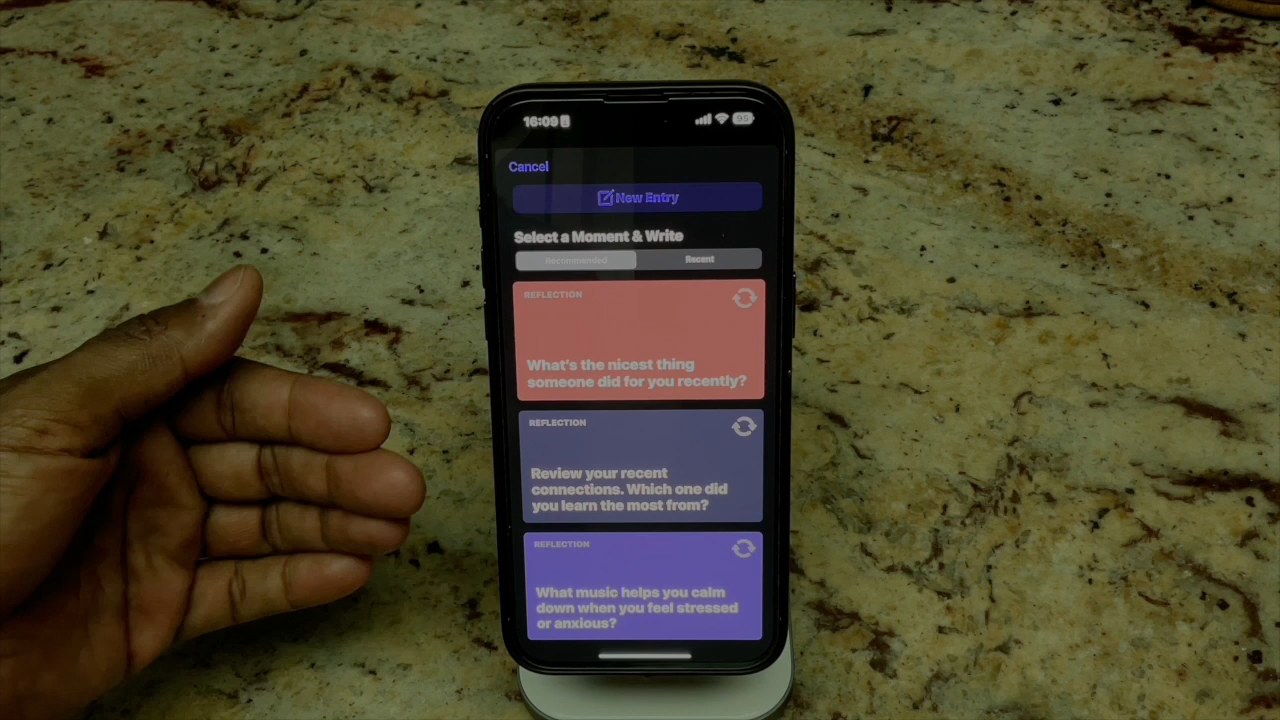 16:09
95
Cancel
New Entry
Select a Moment & Write
Recommended
Recent
REFLECTION
What's the nicest thing
someone did for you recently?
REFLECTION
Review your recent
connections. Which one did
you learn the most from?
REFLECTION
What music helps you calm
down when you feel stressed
or anxious?